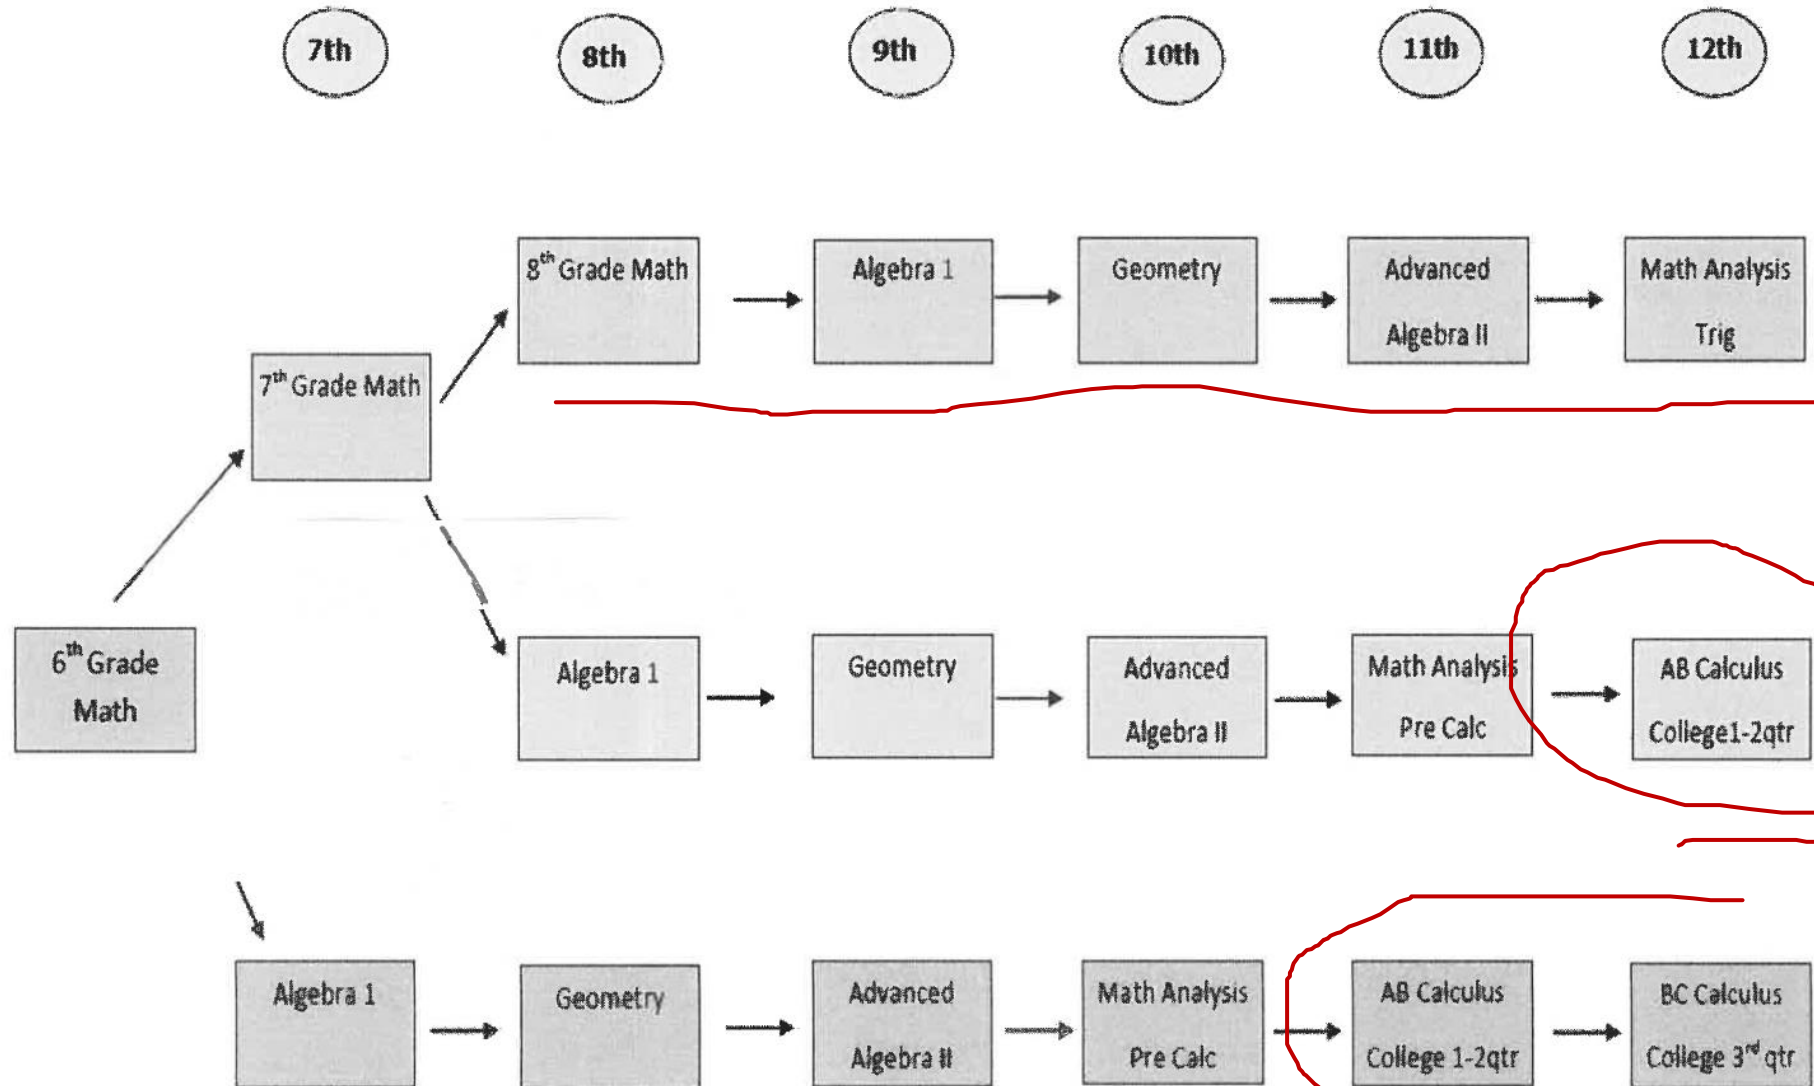 7th
8th
9th
10th
11th
12th
8th Grade Math
Algebra 1
Geometry
Advanced
Algebra II
Math Analysis
Trig
7th Grade Math
6th Grade
Math
Algebra 1
Geometry
Advanced
Algebra II
Math Analysis
Pre Calc
AB Calculus
College1-2qtr
Algebra 1
Geometry
Advanced
Algebra II
Math Analysis
Pre Calc
AB Calculus
College 1-2qtr
BC Calculus
College 3rd qtr